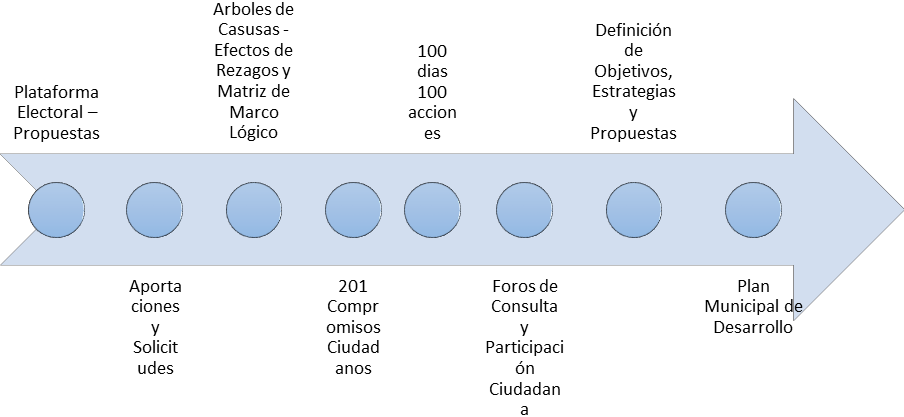 Plataforma
Electoral –
Propuestas
Aporta
ciones
y
Solicit
udes
Arboles de
Casusas -
Efectos de
Rezagos y
Matriz de
Marco
Lógico
201
Compr
omisos
Ciudad
anos
100
dias
100
accion
es
Foros de
Consulta
y
Participaci
ón
Ciudadan
a
Definición
de
Objetivos,
Estrategias
y
Propuestas
Plan
Municipal de
Desarrollo